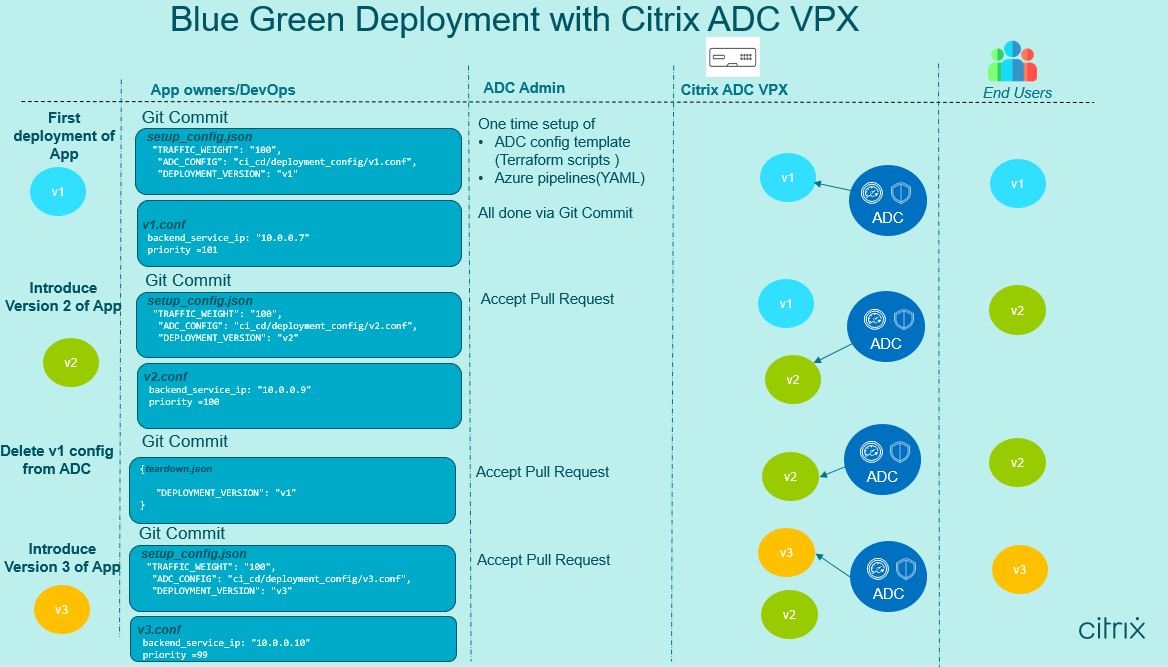 Blue Green Deployment with Citrix ADC VPX
App owners/DevOps
ADC Admin
Citrix ADC VPX
End Users
First
deployment of
App
v1
Git Commit
setup_config.json
"TRAFFIC_WEIGHT": "100",
"ADC_CONFIG": "ci_cd/deployment_config/v1.conf",
"DEPLOYMENT_VERSION": "v1"
v1.conf
backend_service_ip: "10.0.0.7"
priority =101
One time setup of
• ADC config template
(Terraform scripts )
• Azure pipelines(YAML)
All done via Git Commit
v1
ADC
v1
Introduce
Version 2 of App
v2
Git Commit
setup_config.json
"TRAFFIC_WEIGHT": "100",
"ADC_CONFIG": "ci_cd/deployment_config/v2.conf",
"DEPLOYMENT_VERSION": "v2"
v2.conf
backend_service_ip: "10.0.0.9"
priority =100
Accept Pull Request
v1
ADC
v2
v2
Delete v1 config
from ADC
Git Commit
{teardown.json
"DEPLOYMENT_VERSION": "v1"
}
Accept Pull Request
v2
ADC
v2
Introduce
Version 3 of App
v3
Git Commit
setup_config.json
"TRAFFIC_WEIGHT": "100",
"ADC_CONFIG": "ci_cd/deployment_config/v3.conf",
"DEPLOYMENT_VERSION": "v3"
v3.conf
backend_service_ip: "10.0.0.10"
priority =99
Accept Pull Request
v3
ADC
v2
v3
citrix